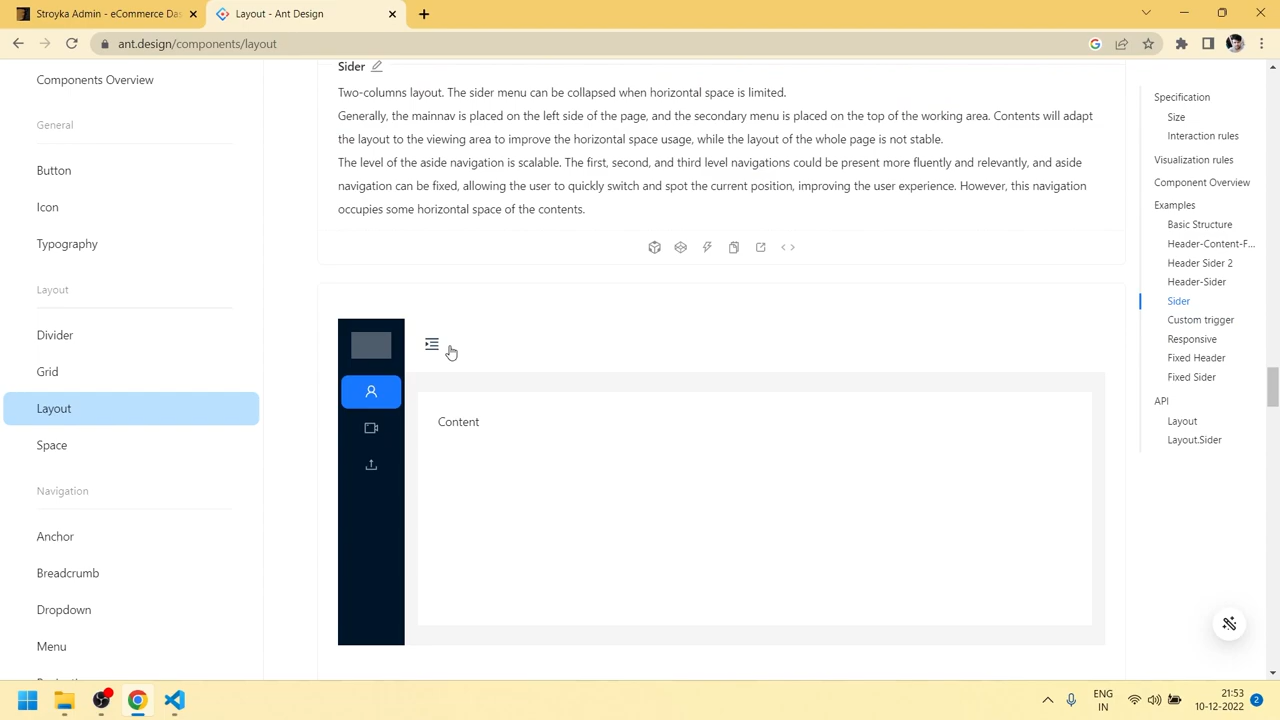 Stroyka Admin - eCommerce Das
Layout - Ant Design
ant.design/components/layout
Components Overview
General
Button
Icon
Typography
Layout
Divider
Grid
Layout
Space
Navigation
Anchor
Breadcrumb
Dropdown
Menu
Sider
Two-columns layout. The sider menu can be collapsed when horizontal space is limited.
Generally, the mainnav is placed on the left side of the page, and the secondary menu is placed on the top of the working area. Contents will adapt
the layout to the viewing area to improve the horizontal space usage, while the layout of the whole page is not stable.
The level of the aside navigation is scalable. The first, second, and third level navigations could be present more fluently and relevantly, and aside
navigation can be fixed, allowing the user to quickly switch and spot the current position, improving the user experience. However, this navigation
occupies some horizontal space of the contents.
Content
Specification
Size
Interaction rules
Visualization rules
Component Overview
Examples
Basic Structure
Header-Content-F...
Header Sider 2
Header-Sider
Sider
Custom trigger
Responsive
Fixed Header
Fixed Sider
API
Layout
Layout.Sider
ENG
IN
21:53
10-12-2022
2